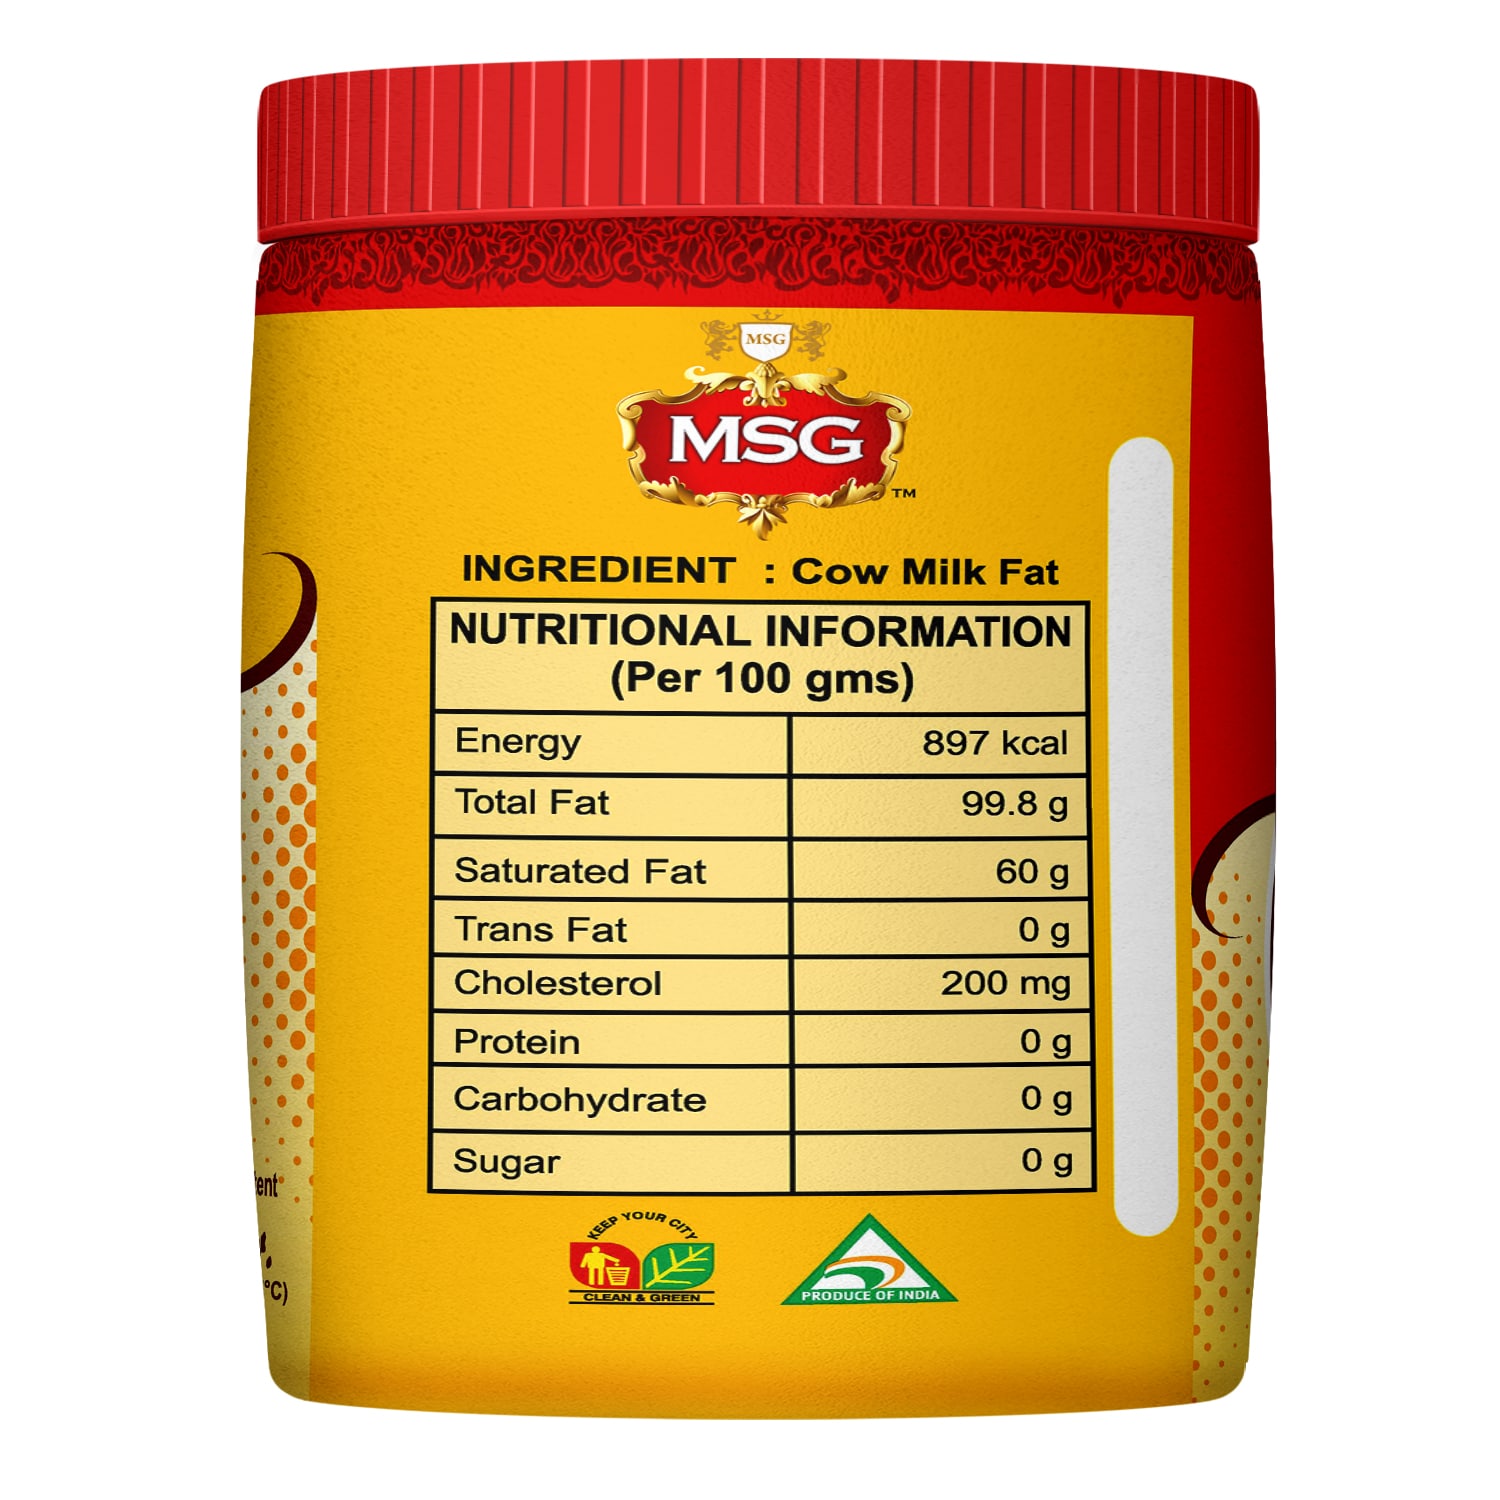 MSG
MSG
TM
INGREDIENT : Cow Milk Fat
NUTRITIONAL INFORMATION
(Per 100 gms)
Energy 897 kcal
Total Fat 99.8 g
Saturated Fat 60 g
Trans Fat 0 g
Cholesterol 200 mg
Protein 0 g
Carbohydrate 0 g
Sugar 0 g
KEEP YOUR CITY
CLEAN & GREEN
PRODUCE OF INDIA
°C)